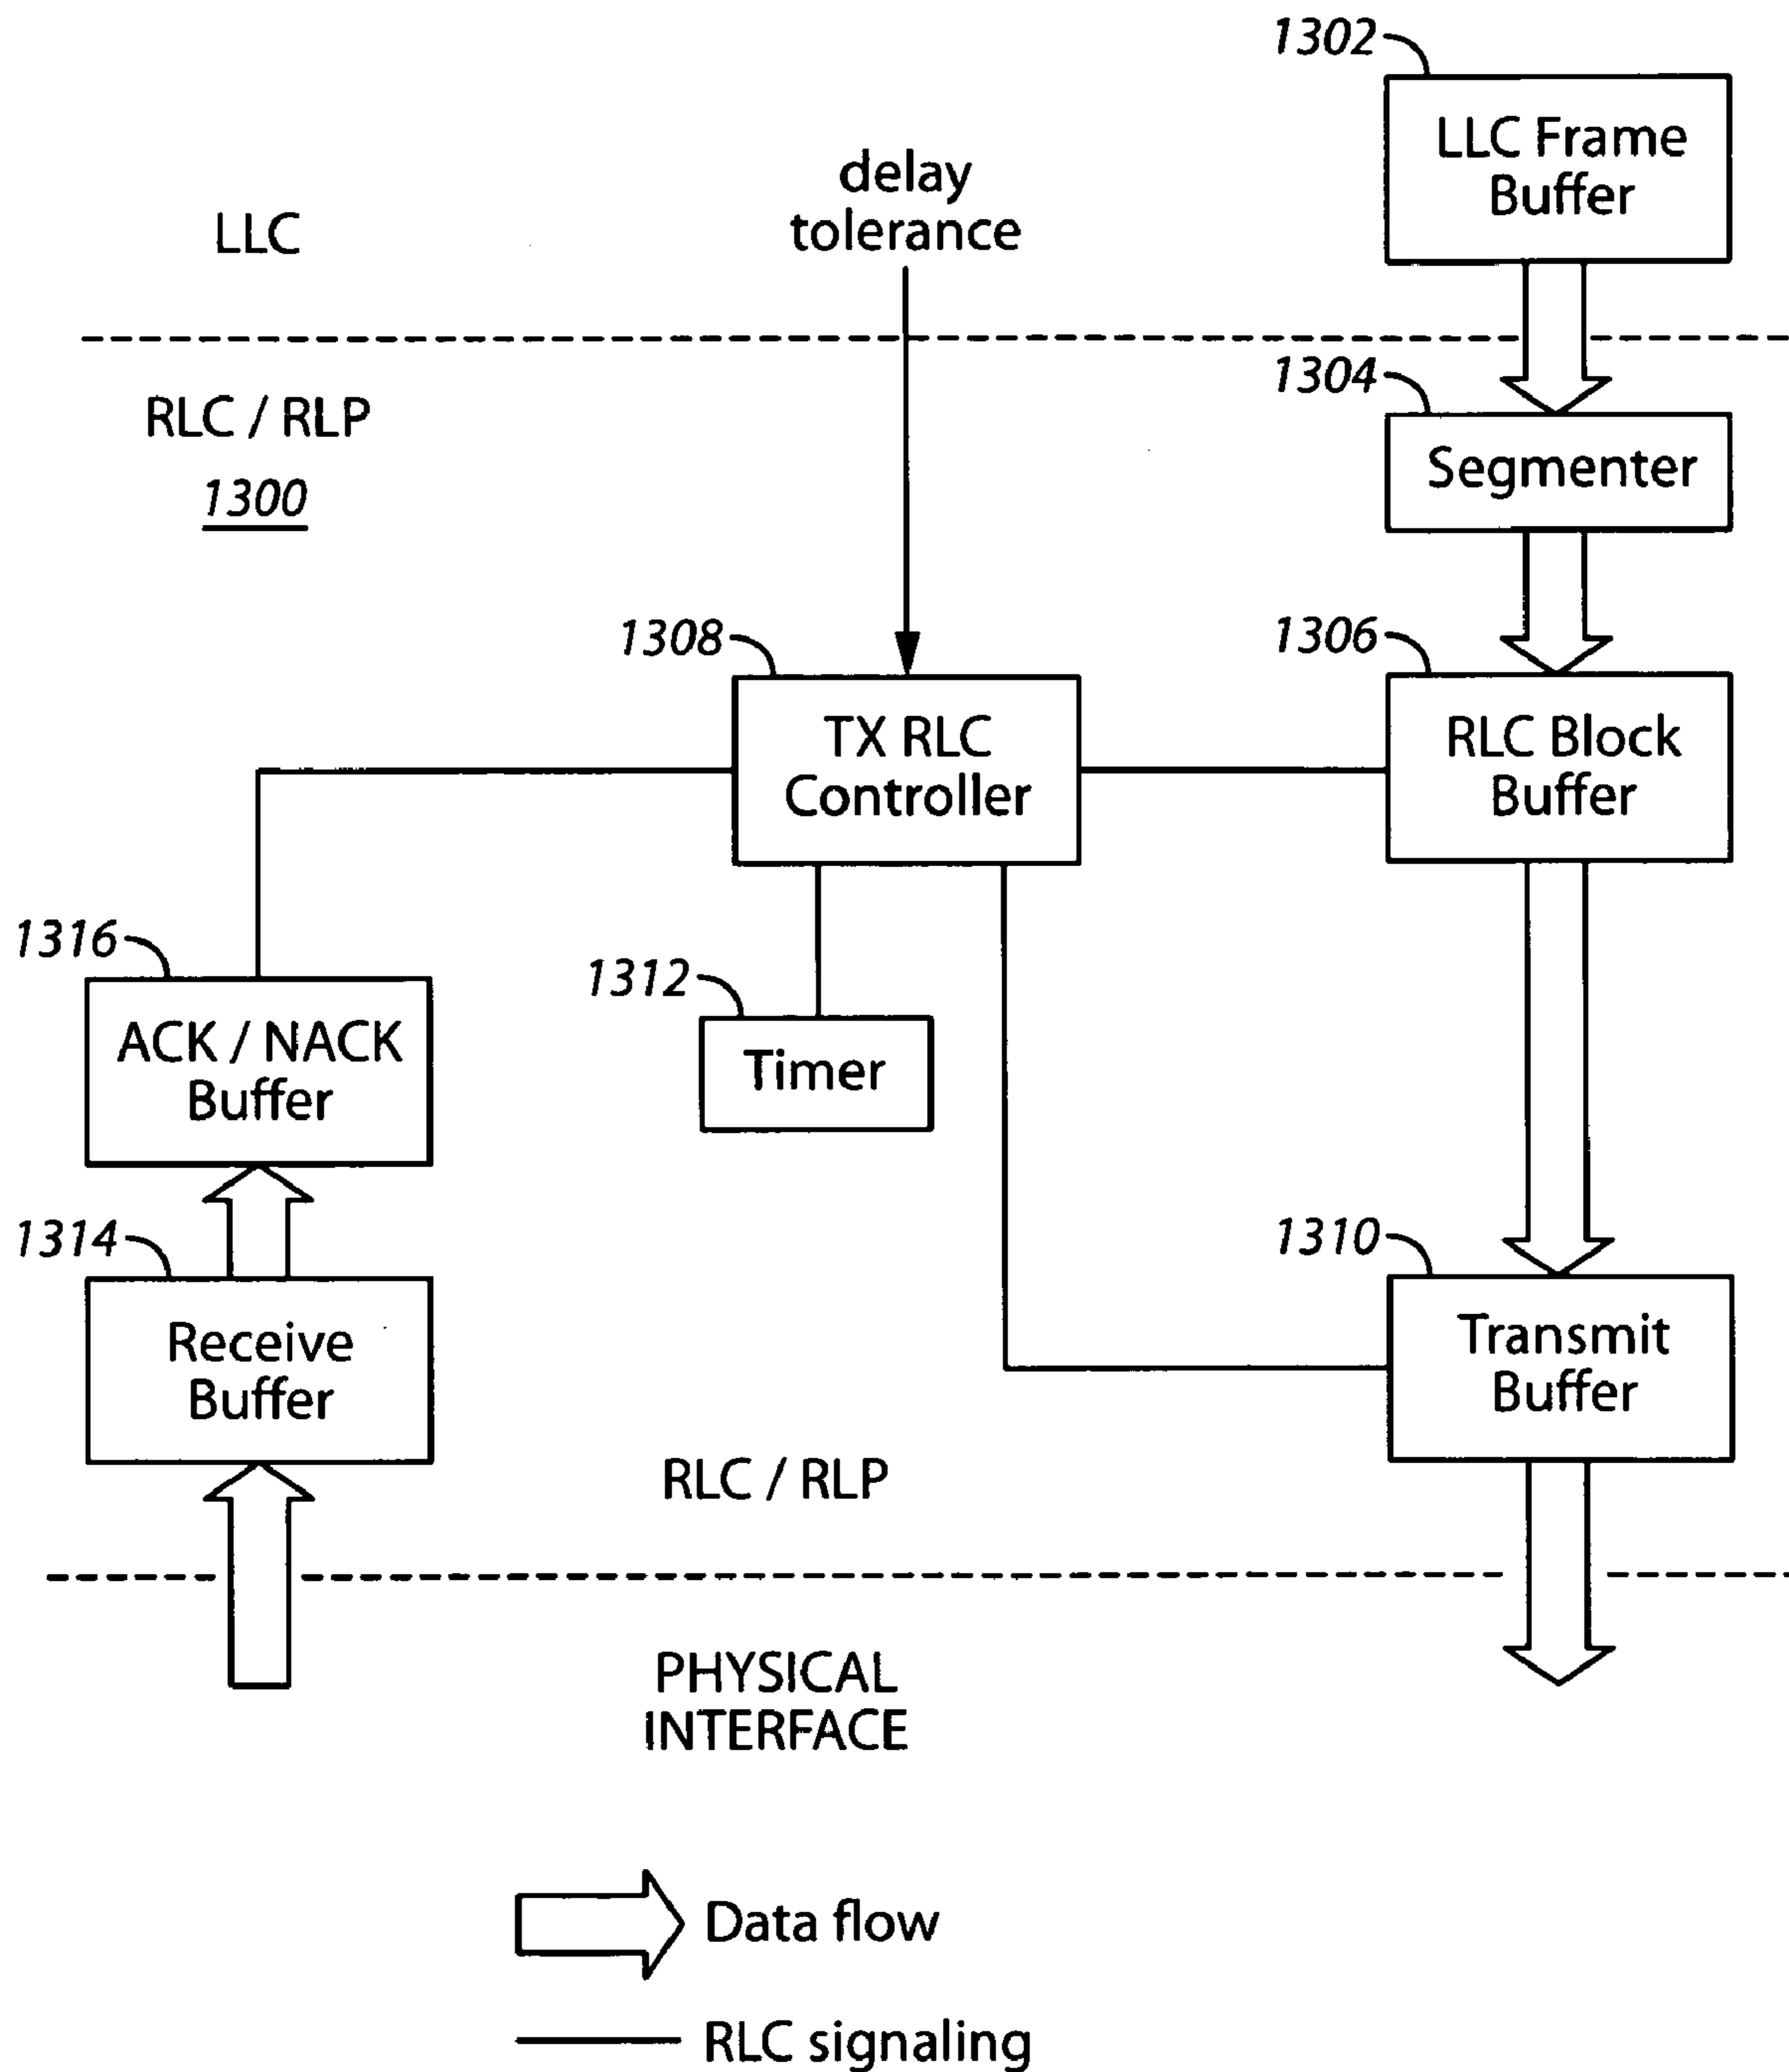 1302
LLC Frame
Buffer
delay
tolerance
LLC
1304
RLC / RLP
1300
Segmenter
1308
1306
TX RLC
Controller
RLC Block
Buffer
1316
1312
ACK / NACK
Buffer
Timer
1314
1310
Receive
Buffer
Transmit
Buffer
RLC / RLP
PHYSICAL
INTERFACE
Data flow
RLC signaling